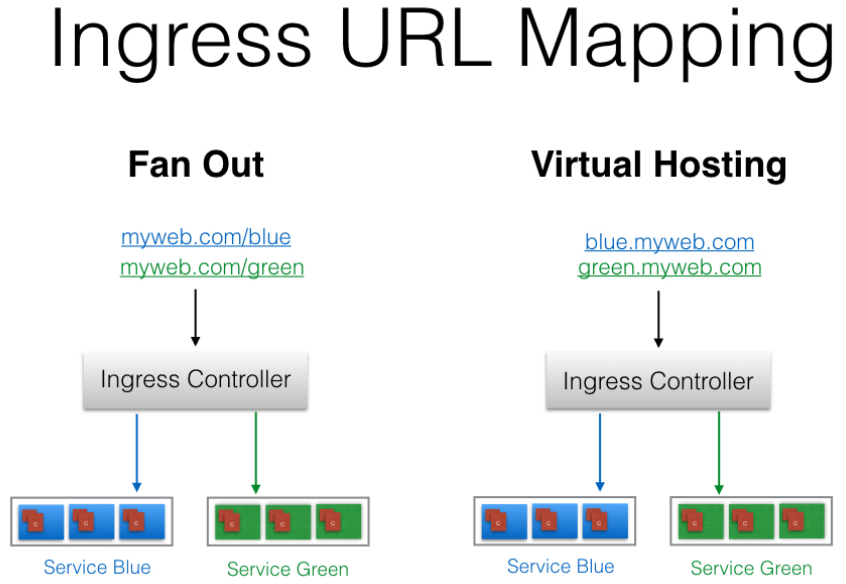 Ingress URL Mapping
Fan Out
myweb.com/blue
myweb.com/green
Ingress Controller
C C C
C C C
Service Blue
Service Green
Virtual Hosting
blue.myweb.com
green.myweb.com
Ingress Controller
C C C
C C C
Service Blue
Service Green